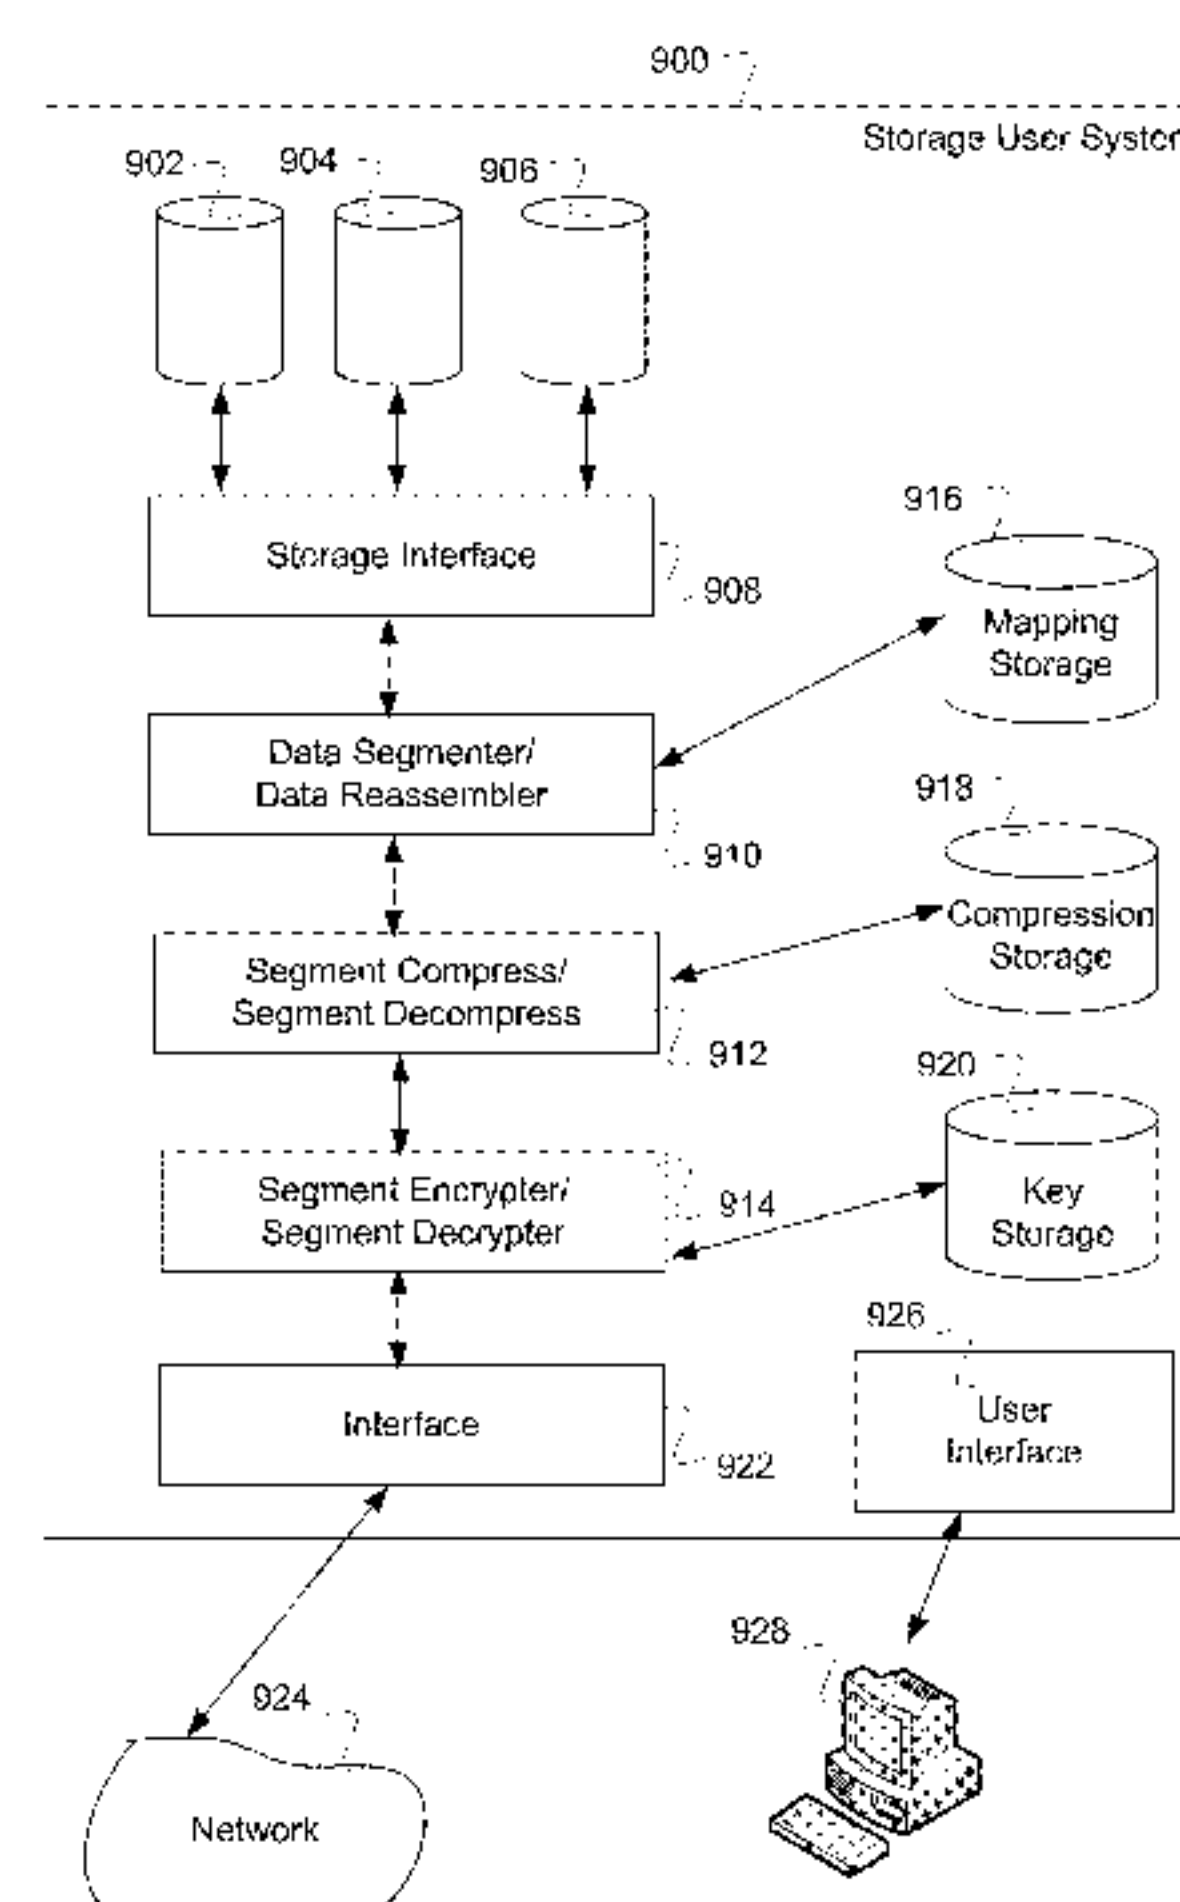 900
Storage User System
902
904
906
Storage Interface
908
916
Mapping
Storage
Data Segmenter/
Data Reassembler
910
918
Compression
Storage
Segment Compress/
Segment Decompress
912
920
Key
Storage
Segment Encrypter/
Segment Decrypter
914
926
User
Interface
Interface
922
928
924
Network